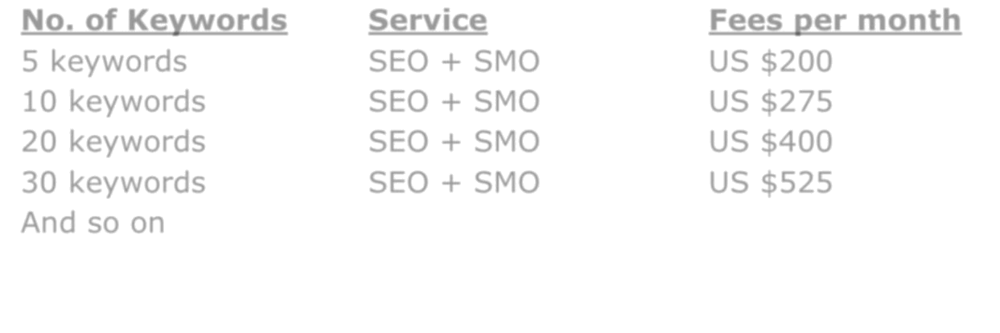 No. of Keywords Service Fees per month
5 keywords SEO + SMO US $200
10 keywords SEO + SMO US $275
20 keywords SEO + SMO US $400
30 keywords SEO + SMO US $525
And so on